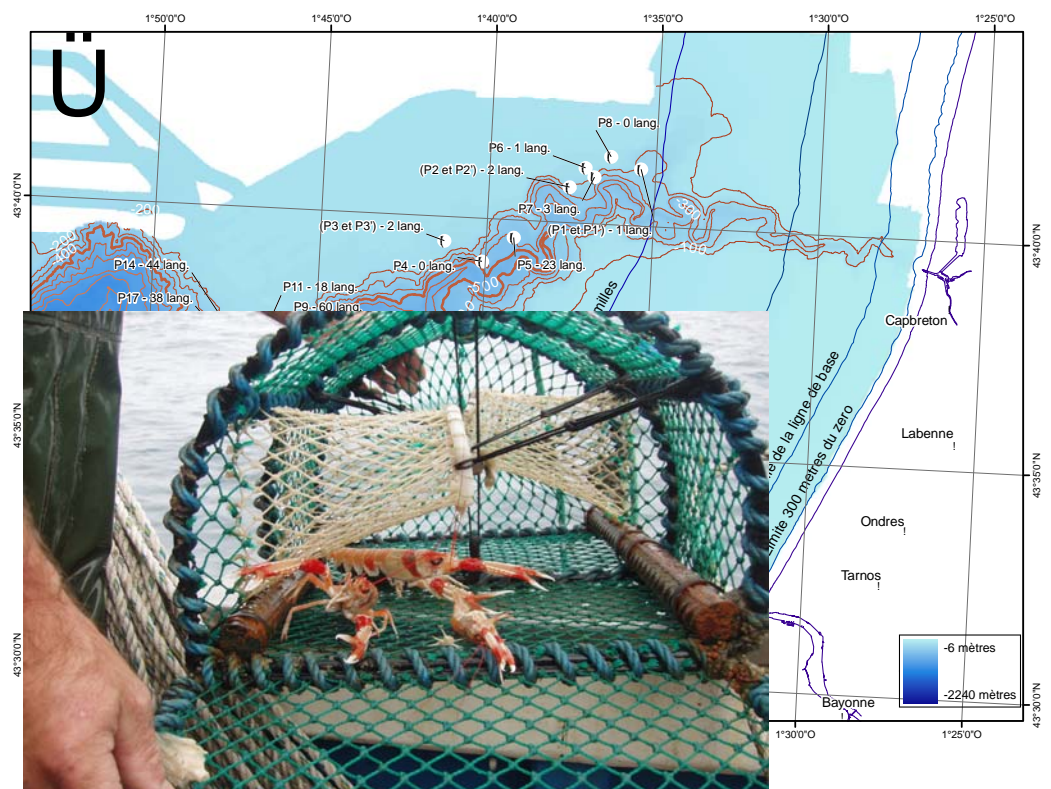 1°50'0"O
1°45'0"O
1°40'0"O
1°35'0"O
1°30'0"O
1°25'0"O
Ü
P8 - 0 lang.
P6 - 1 lang.
(P2 et P2') - 2 lang.
43°40'0"N
-200
P7 - 3 lang.
-300
(P3 et P3') - 2 lang.
(P1 et P1') - 1 lang.
43°40'0"N
-100
-200
-400
P14 - 44 lang.
P4 - 0 lang.
P5 - 23 lang.
P11 - 18 lang.
-500
P17 - 38 lang.
P9 - 60 lang.
milles
Capbreton
de la ligne de base
43°35'0"N
Labenne
Limite 300 mètres du zero
43°35'0"N
Ondres
Tarnos
43°30'0"N
-6 mètres
-2240 mètres
Bayonne
43°30'0"N
1°30'0"O
1°25'0"O